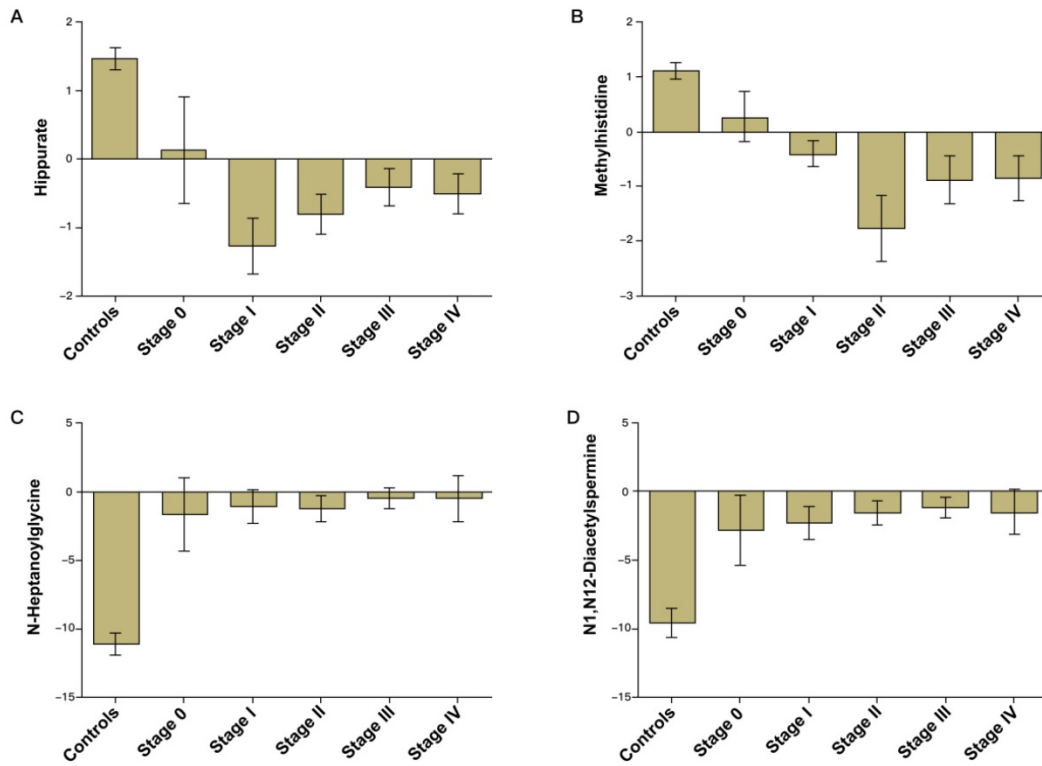 A
Hippurate
2
1
0
−1
−2
Controls
Stage 0
Stage I
Stage II
Stage III
Stage IV
B
Methylhistidine
2
1
0
−1
−2
−3
Controls
Stage 0
Stage I
Stage II
Stage III
Stage IV
C
N-Heptanoylglycine
5
0
−5
−10
−15
Controls
Stage 0
Stage I
Stage II
Stage III
Stage IV
D
N1,N12-Diacetylspermine
5
0
−5
−10
−15
Controls
Stage 0
Stage I
Stage II
Stage III
Stage IV